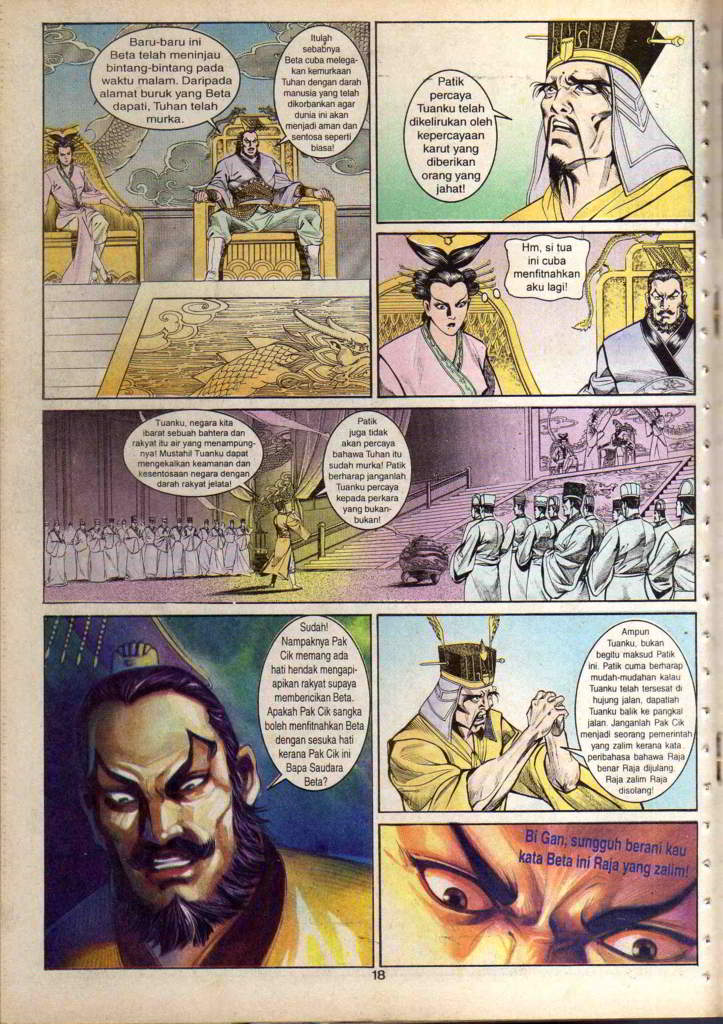 Baru-baru ini
Beta telah meninjau
bintang-bintang pada
waktu malam. Daripada
alamat buruk yang Beta
dapati, Tuhan telah
murka.
Itulah
sebabnya
Beta cuba melega-
kan kemurkaan
Tuhan dengan darah
manusia yang telah
dikorbankan agar
dunia ini akan
menjadi aman dan
sentosa seperti
biasa!
Patik
percaya
Tuanku telah
dikelirukan oleh
kepercayaan
karut yang
diberikan
orang yang
jahat!
Hm, si tua
ini cuba
menfitnahkan
aku lagi!
Tuanku, negara kita
ibarat sebuah bahtera dan
rakyat itu air yang menampung-
nya! Mustahil Tuanku dapat
mengekalkan keamanan dan
kesentosaan negara dengan
darah rakyat jelata!
Patik
juga tidak
akan percaya
bahawa Tuhan itu
sudah murka! Patik
berharap janganlah
Tuanku percaya
kepada perkara
yang bukan-
bukan!
Sudah!
Nampaknya Pak
Cik memang ada
hati hendak mengapi-
apikan rakyat supaya
membencikan Beta.
Apakah Pak Cik sangka
boleh menfitnahkan Beta
dengan sesuka hati
kerana Pak Cik ini
Bapa Saudara
Beta?
Ampun
Tuanku, bukan
begitu maksud Patik
ini. Patik cuma berharap
mudah-mudahan kalau
Tuanku telah tersesat di
hujung jalan, dapatlah
Tuanku balik ke pangkal
jalan. Janganlah Pak Cik
menjadi seorang pemerintah
yang zalim kerana kata
peribahasa bahawa Raja
benar Raja dijulang.
Raja zalim Raja
disolang!
Bi Gan, sungguh berani kau
kata Beta ini Raja yang zalim!
18